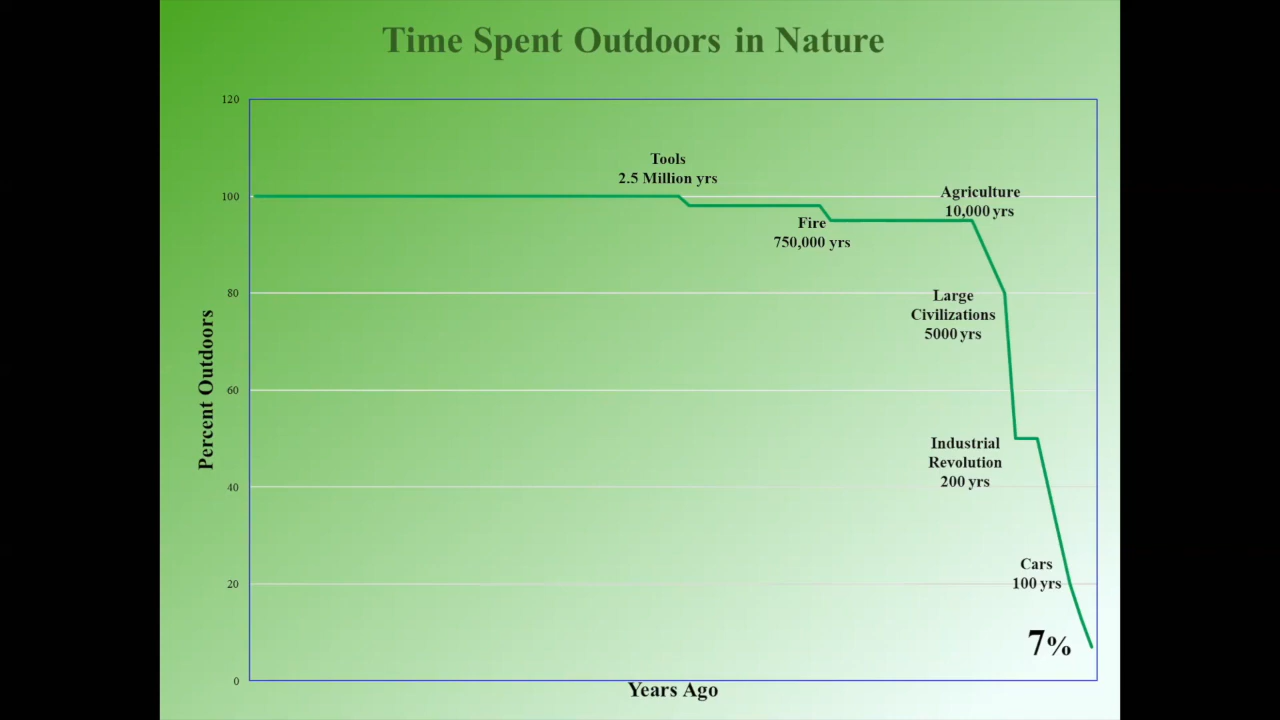 Time Spent Outdoors in Nature
120
Tools
2.5 Million yrs
100
Agriculture
10,000 yrs
Fire
750,000 yrs
80
Large
Civilizations
5000 yrs
Percent Outdoors
60
Industrial
Revolution
200 yrs
40
Cars
100 yrs
20
7%
0
Years Ago